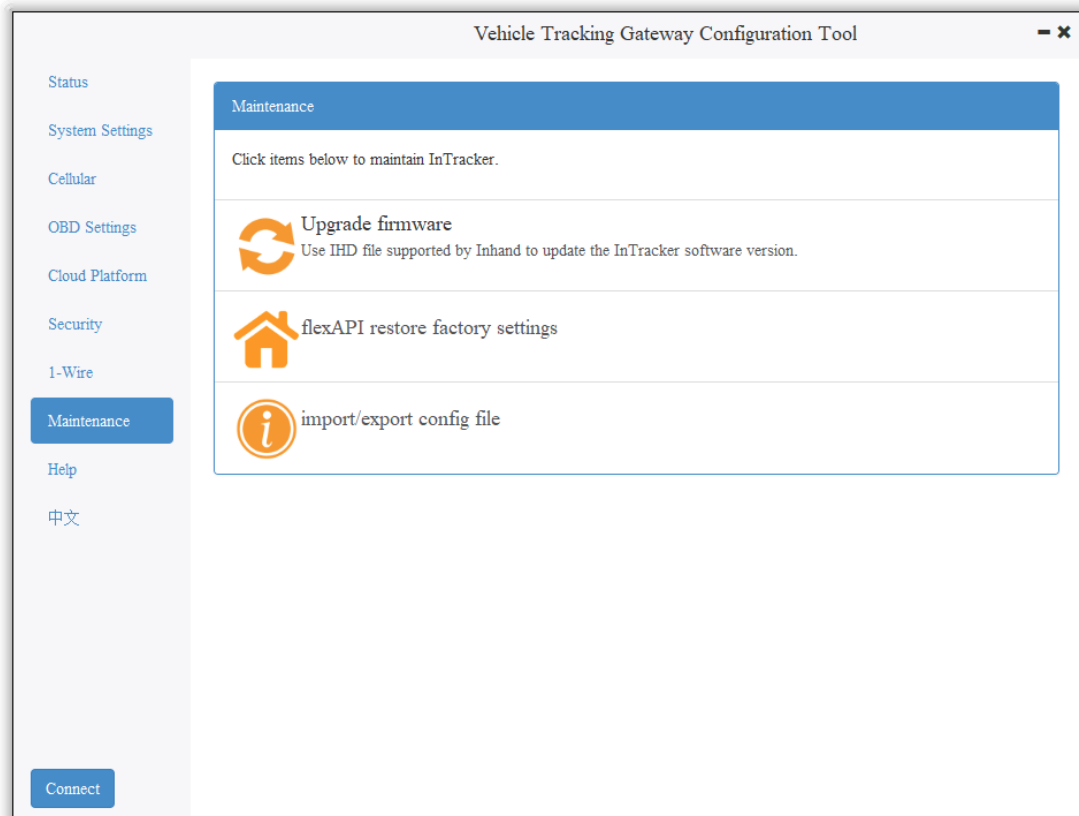 Vehicle Tracking Gateway Configuration Tool
Status
System Settings
Cellular
OBD Settings
Cloud Platform
Security
1-Wire
Maintenance
Help
中文
Connect
Maintenance
Click items below to maintain InTracker.
Upgrade firmware
Use IHD file supported by Inhand to update the InTracker software version.
flexAPI restore factory settings
import/export config file